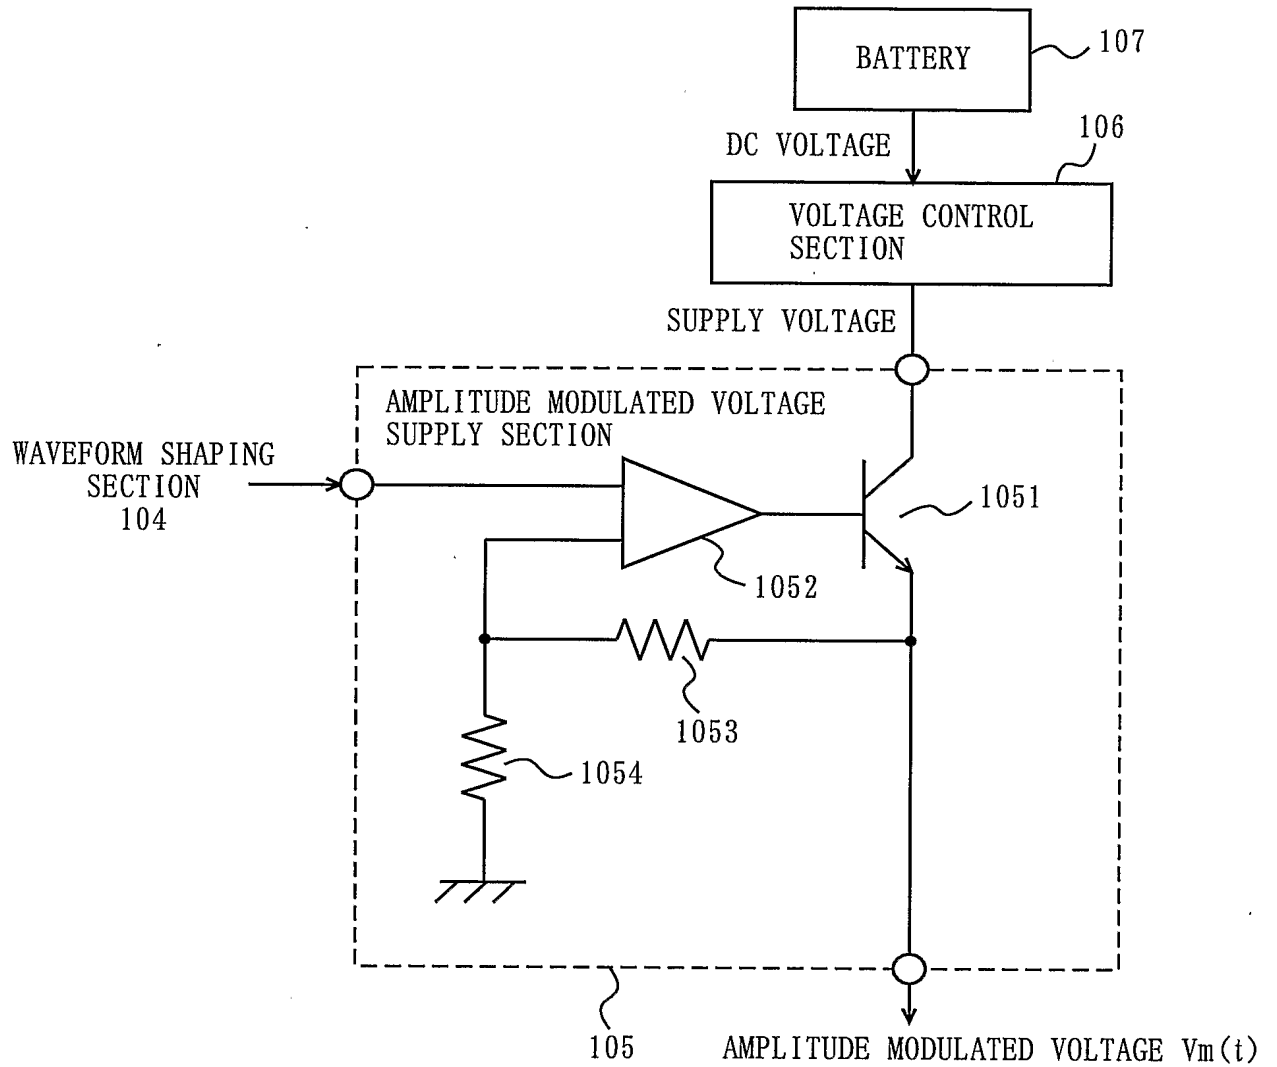 BATTERY
107
DC VOLTAGE
106
VOLTAGE CONTROL
SECTION
SUPPLY VOLTAGE
AMPLITUDE MODULATED VOLTAGE
SUPPLY SECTION
WAVEFORM SHAPING
SECTION
104
1051
1052
1053
1054
105
AMPLITUDE MODULATED VOLTAGE Vm(t)